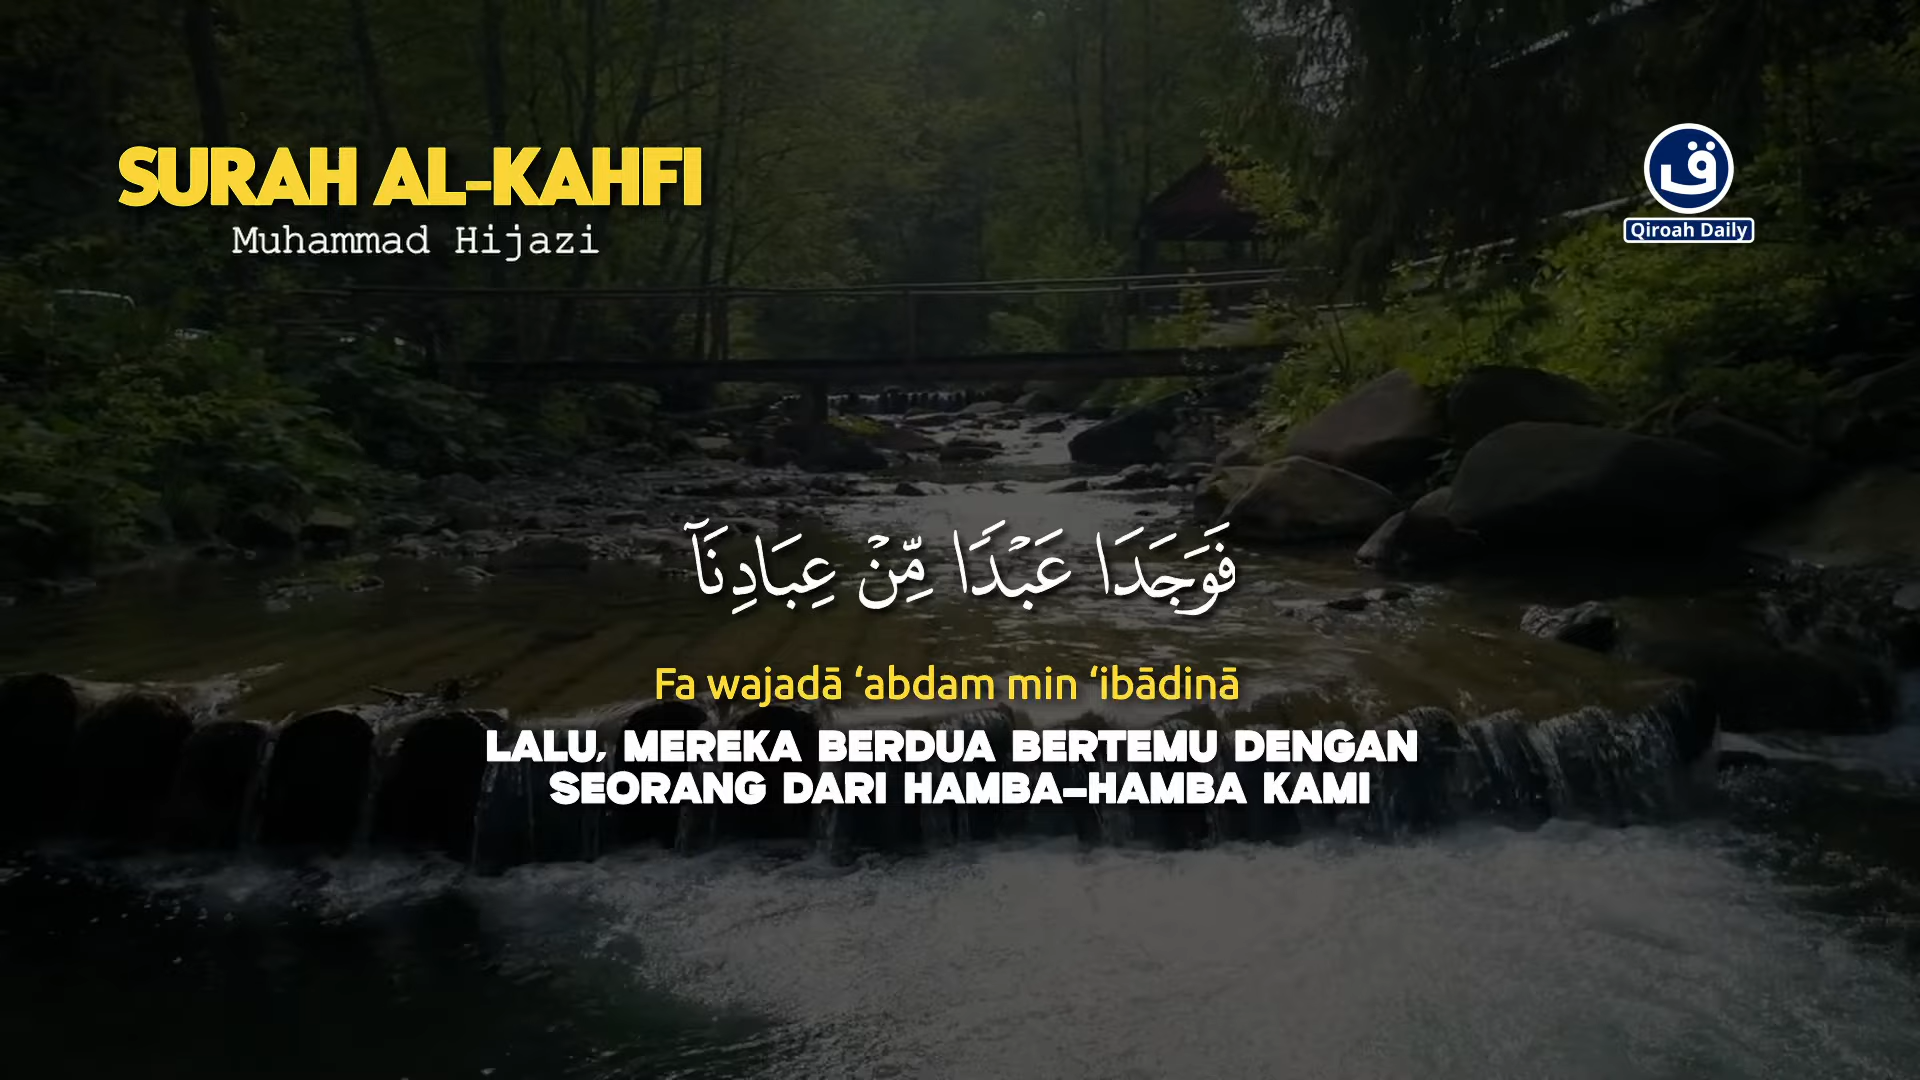 SURAH AL-KAHFI
Muhammad Hijazi
ق
Qiroah Daily
فَوَجَدَا عَبْدًا مِّنْ عِبَادِنَآ
Fa wajadā ‘abdam min ‘ibādinā
LALU, MEREKA BERDUA BERTEMU DENGAN
SEORANG DARI HAMBA-HAMBA KAMI